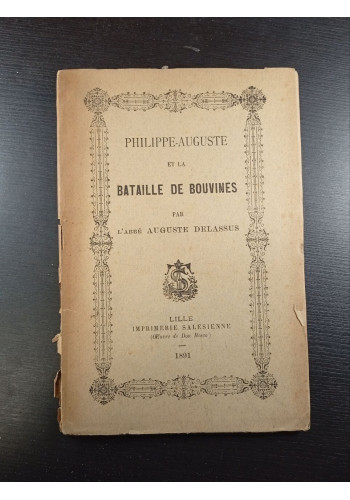 PHILIPPE-AUGUSTE
ET LA
BATAILLE DE BOUVINES
PAR
L'ABBÉ AUGUSTE DELASSUS
LILLE
IMPRIMERIE SALÉSIENNE
(Œuvre de Don Bosco)
1891